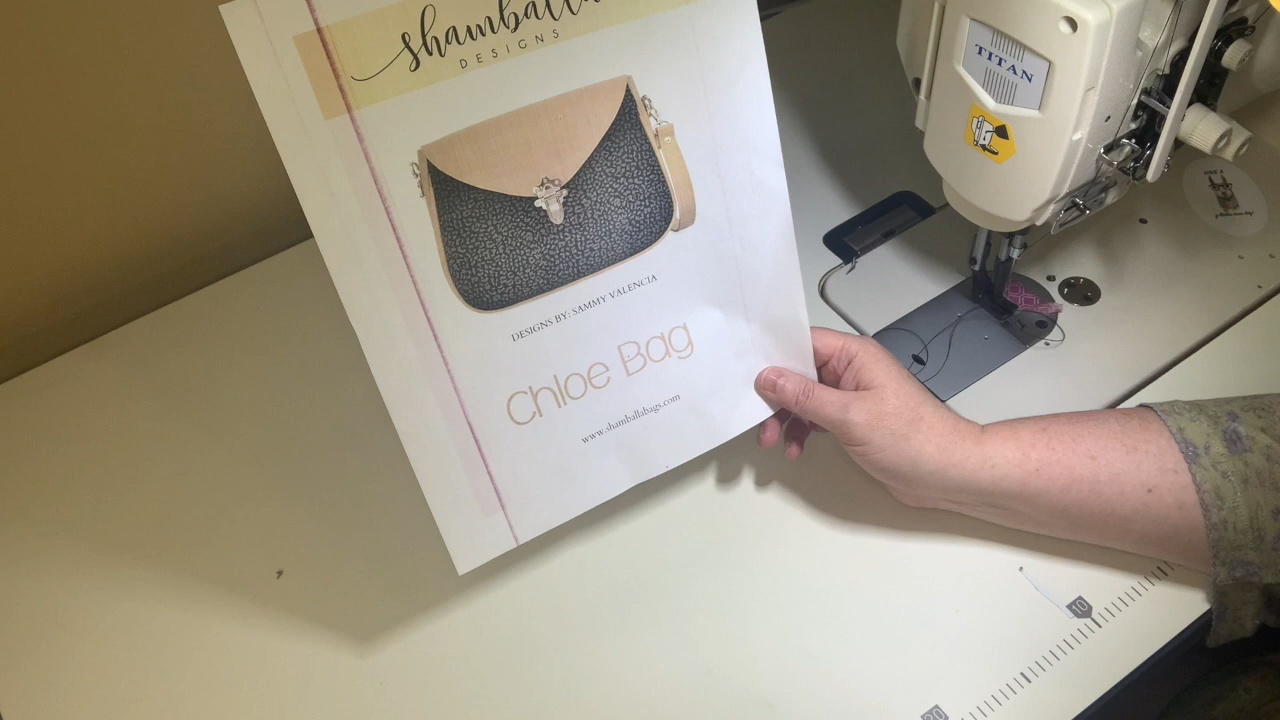 shamballa
DESIGNS
DESIGNS BY: SAMMY VALENCIA
Chloe Bag
www.shamballabags.com
TITAN
10
20